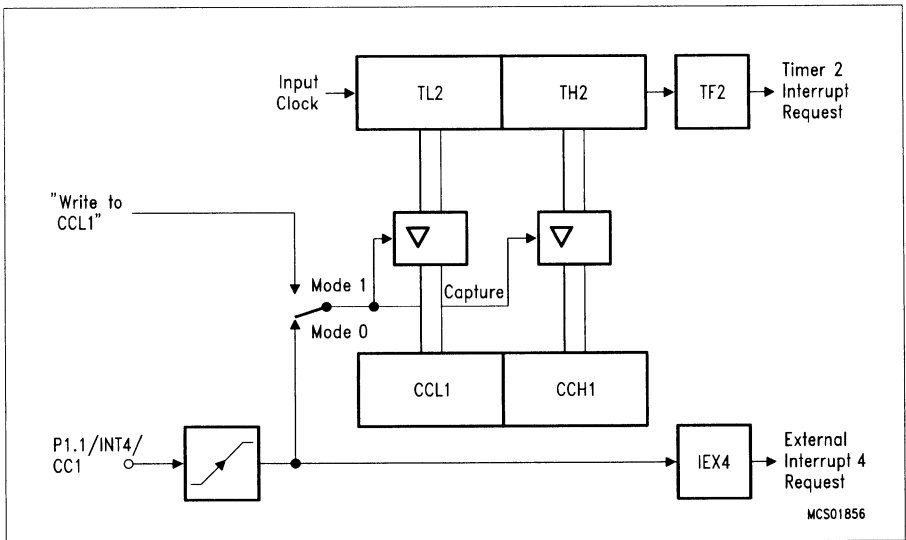 Input
Clock
TL2
TH2
TF2
Timer 2
Interrupt
Request
"Write to
CCL1"
Mode 1
Capture
Mode 0
CCL1
CCH1
P1.1/INT4/
CC1
IEX4
External
Interrupt 4
Request
MCS01856